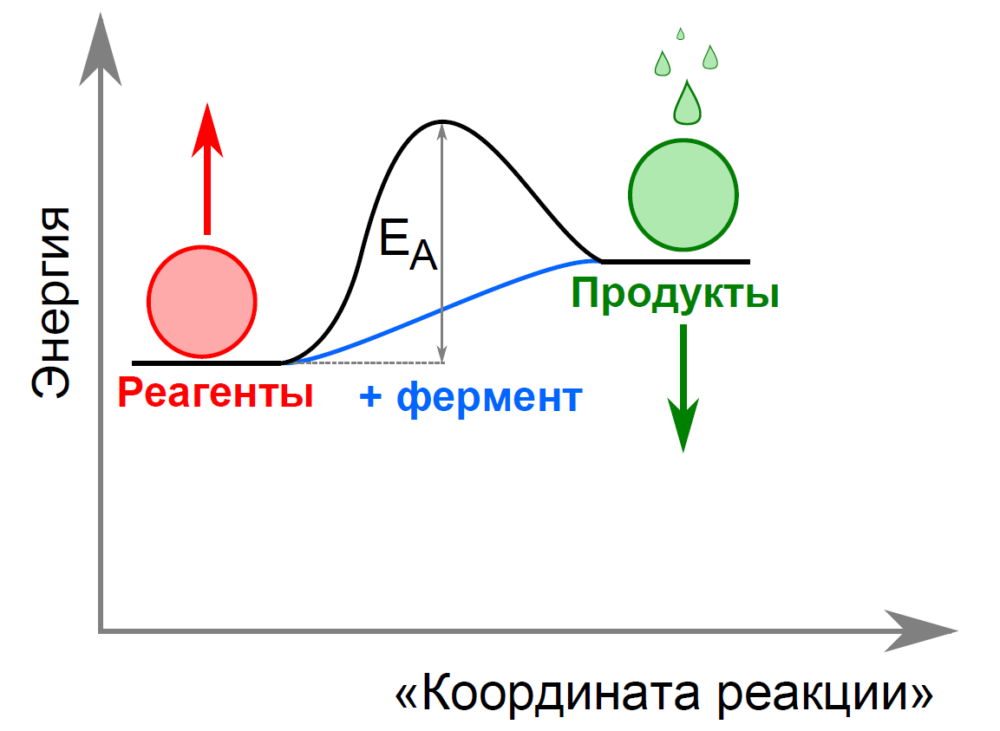 Энергия
E_A
Продукты
Реагенты
+ фермент
«Координата реакции»